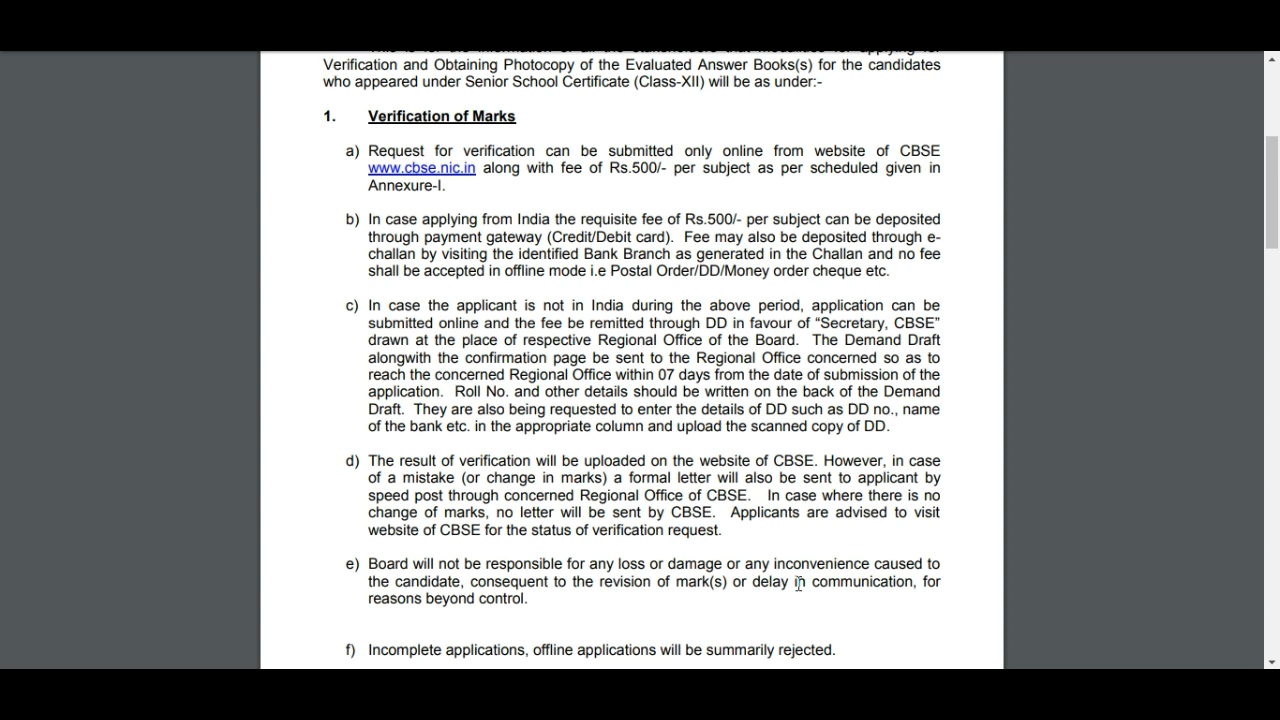 This is for the information of all the stakeholders that modalities for applying for
Verification and Obtaining Photocopy of the Evaluated Answer Books(s) for the candidates
who appeared under Senior School Certificate (Class-XII) will be as under:-
1. Verification of Marks
a) Request for verification can be submitted only online from website of CBSE
www.cbse.nic.in along with fee of Rs.500/- per subject as per scheduled given in
Annexure-I.
b) In case applying from India the requisite fee of Rs.500/- per subject can be deposited
through payment gateway (Credit/Debit card). Fee may also be deposited through e-
challan by visiting the identified Bank Branch as generated in the Challan and no fee
shall be accepted in offline mode i.e Postal Order/DD/Money order cheque etc.
c) In case the applicant is not in India during the above period, application can be
submitted online and the fee be remitted through DD in favour of “Secretary, CBSE”
drawn at the place of respective Regional Office of the Board. The Demand Draft
alongwith the confirmation page be sent to the Regional Office concerned so as to
reach the concerned Regional Office within 07 days from the date of submission of the
application. Roll No. and other details should be written on the back of the Demand
Draft. They are also being requested to enter the details of DD such as DD no., name
of the bank etc. in the appropriate column and upload the scanned copy of DD.
d) The result of verification will be uploaded on the website of CBSE. However, in case
of a mistake (or change in marks) a formal letter will also be sent to applicant by
speed post through concerned Regional Office of CBSE. In case where there is no
change of marks, no letter will be sent by CBSE. Applicants are advised to visit
website of CBSE for the status of verification request.
e) Board will not be responsible for any loss or damage or any inconvenience caused to
the candidate, consequent to the revision of mark(s) or delay in communication, for
reasons beyond control.
f) Incomplete applications, offline applications will be summarily rejected.